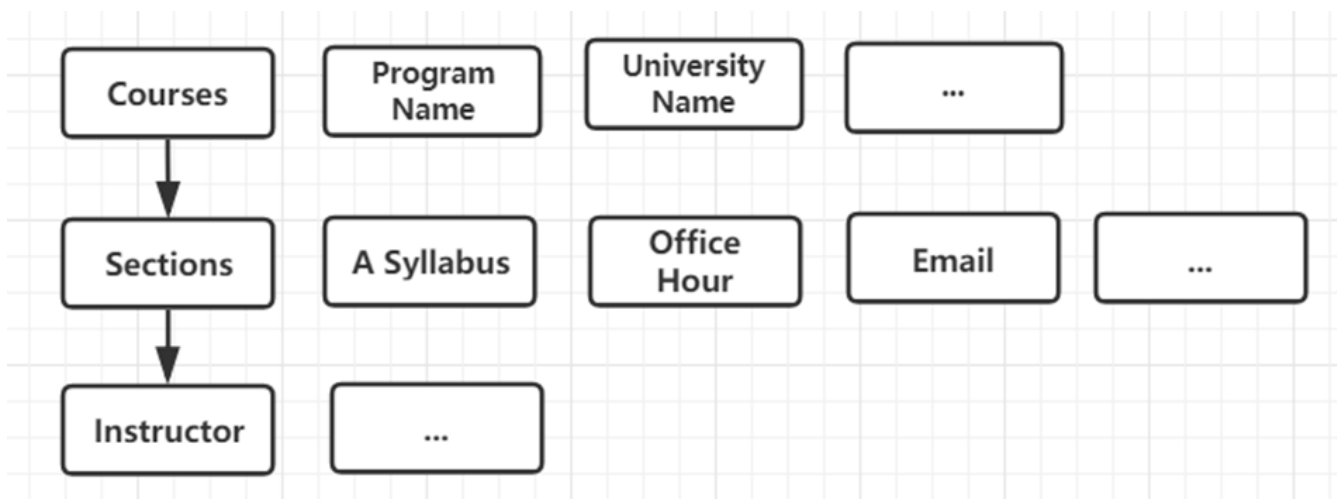 Courses
Program
Name
University
Name
...
Sections
A Syllabus
Office
Hour
Email
...
Instructor
...